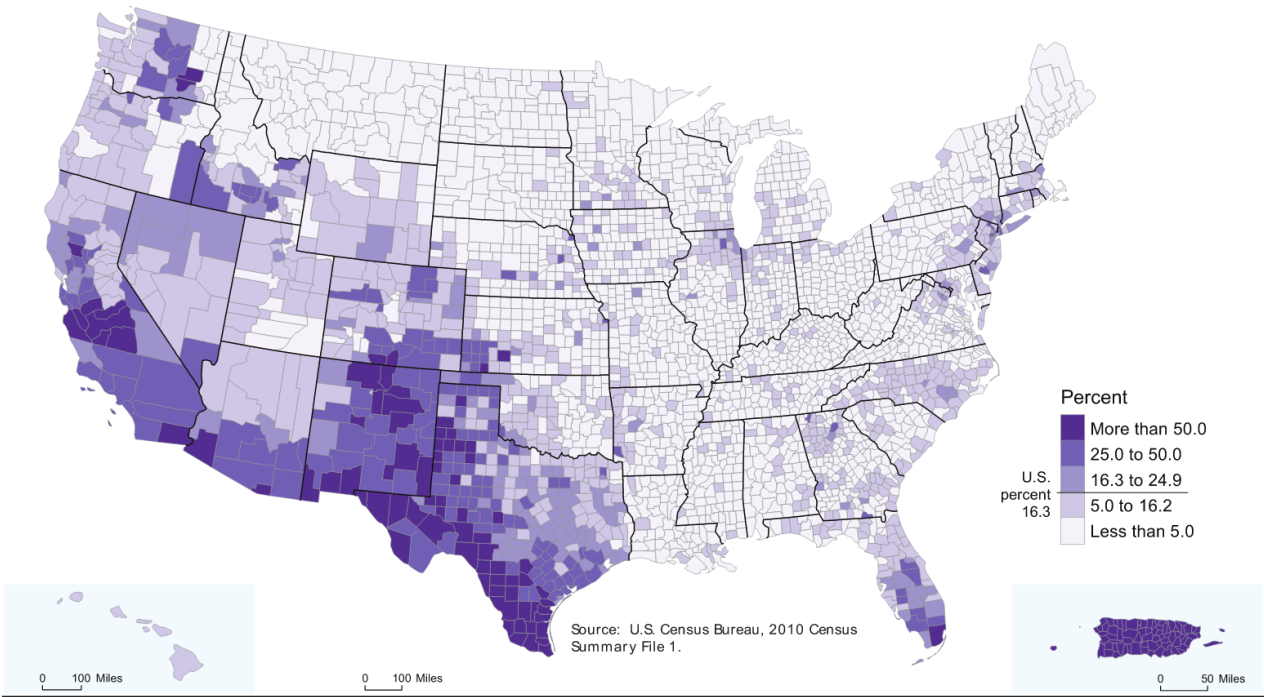 Percent
More than 50.0
25.0 to 50.0
16.3 to 24.9
5.0 to 16.2
Less than 5.0
U.S.
percent
16.3
Source: U.S. Census Bureau, 2010 Census
Summary File 1.
0 100 Miles
0 100 Miles
0 50 Miles